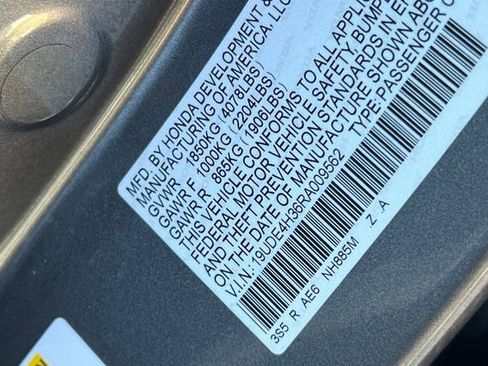 MFD. BY HONDA DEVELOPMENT &
MANUFACTURING OF AMERICA, LLC
GVWR 1850KG (4078LBS)
GAWR F 1000KG (2204LBS)
GAWR R 865KG (1906LBS)
THIS VEHICLE CONFORMS TO ALL APPLI
FEDERAL MOTOR VEHICLE SAFETY, BUMP
AND THEFT PREVENTION STANDARDS IN E
ON THE DATE OF MANUFACTURE SHOWN ABO
V.I.N.: 19UDE4H36RA009562 TYPE: PASSENGER C
3S5 R AE6 NH885M Z A